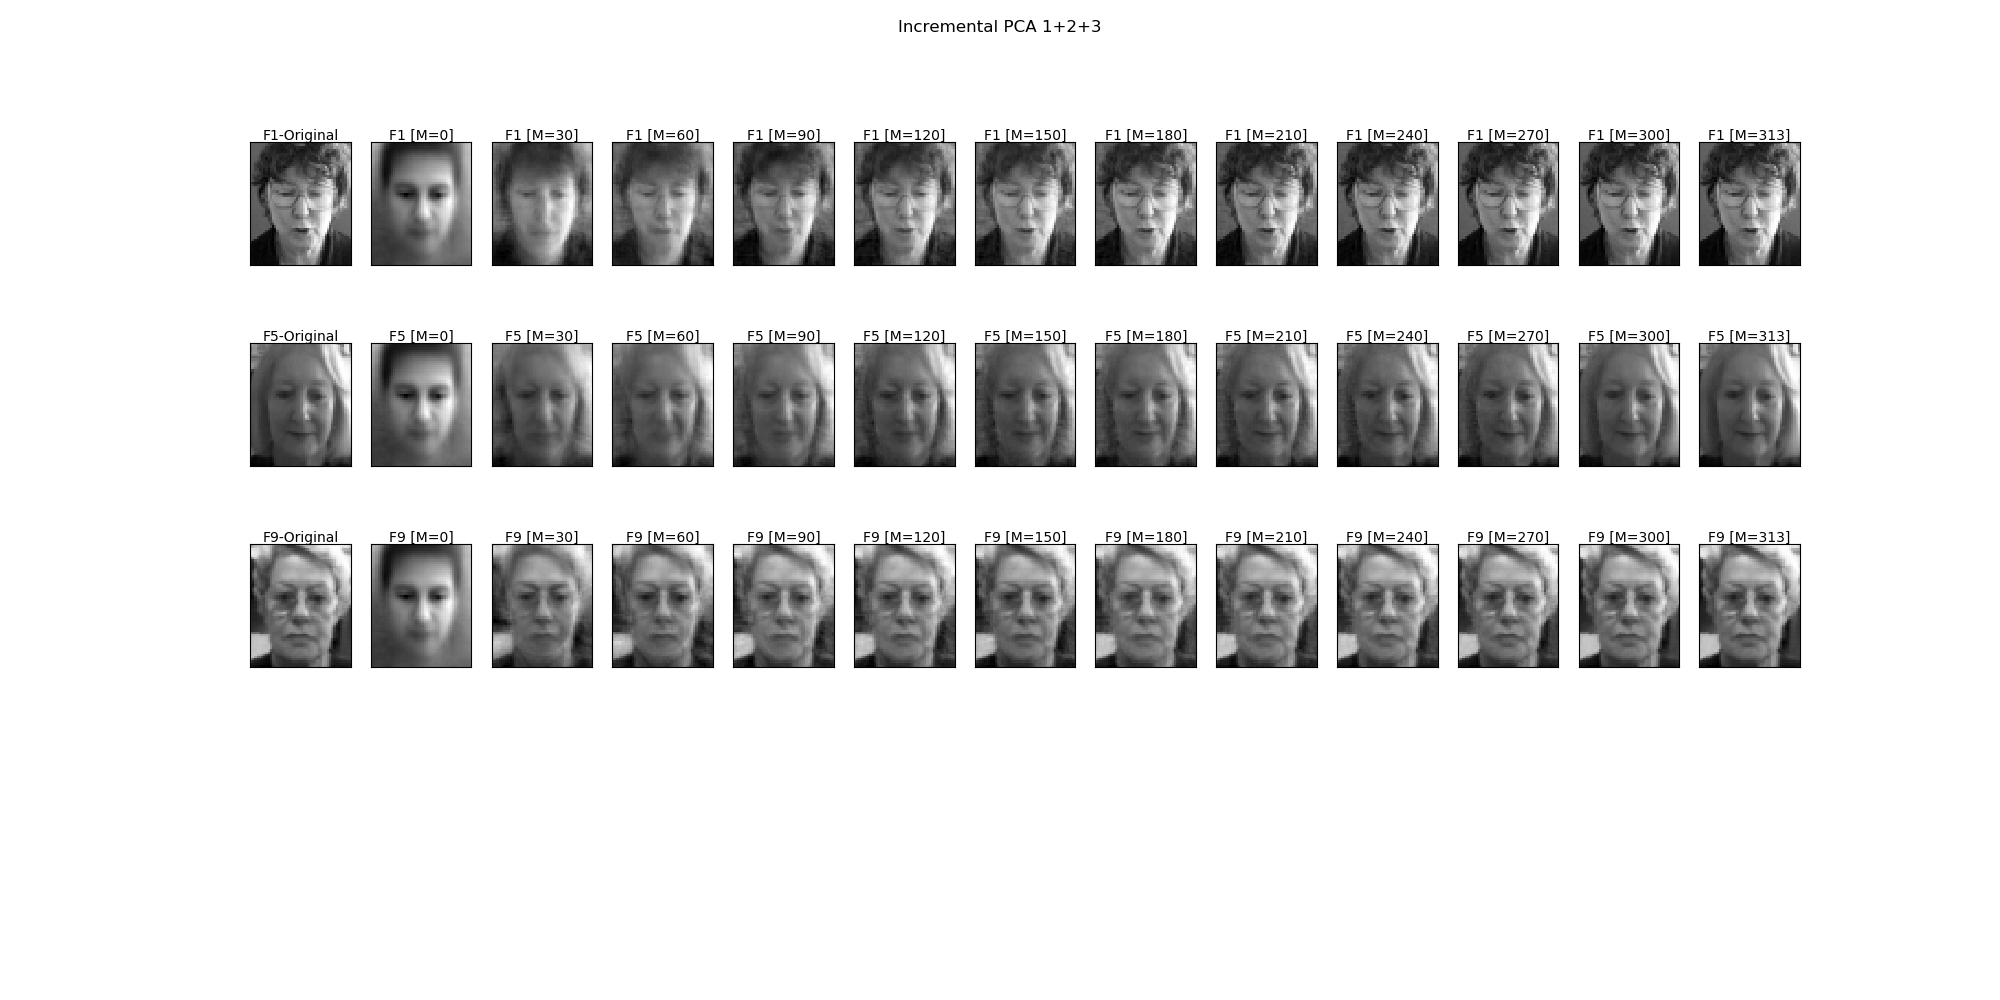 Incremental PCA 1+2+3
F1-Original F1 [M=0] F1 [M=30] F1 [M=60] F1 [M=90] F1 [M=120] F1 [M=150] F1 [M=180] F1 [M=210] F1 [M=240] F1 [M=270] F1 [M=300] F1 [M=313]
F5-Original F5 [M=0] F5 [M=30] F5 [M=60] F5 [M=90] F5 [M=120] F5 [M=150] F5 [M=180] F5 [M=210] F5 [M=240] F5 [M=270] F5 [M=300] F5 [M=313]
F9-Original F9 [M=0] F9 [M=30] F9 [M=60] F9 [M=90] F9 [M=120] F9 [M=150] F9 [M=180] F9 [M=210] F9 [M=240] F9 [M=270] F9 [M=300] F9 [M=313]